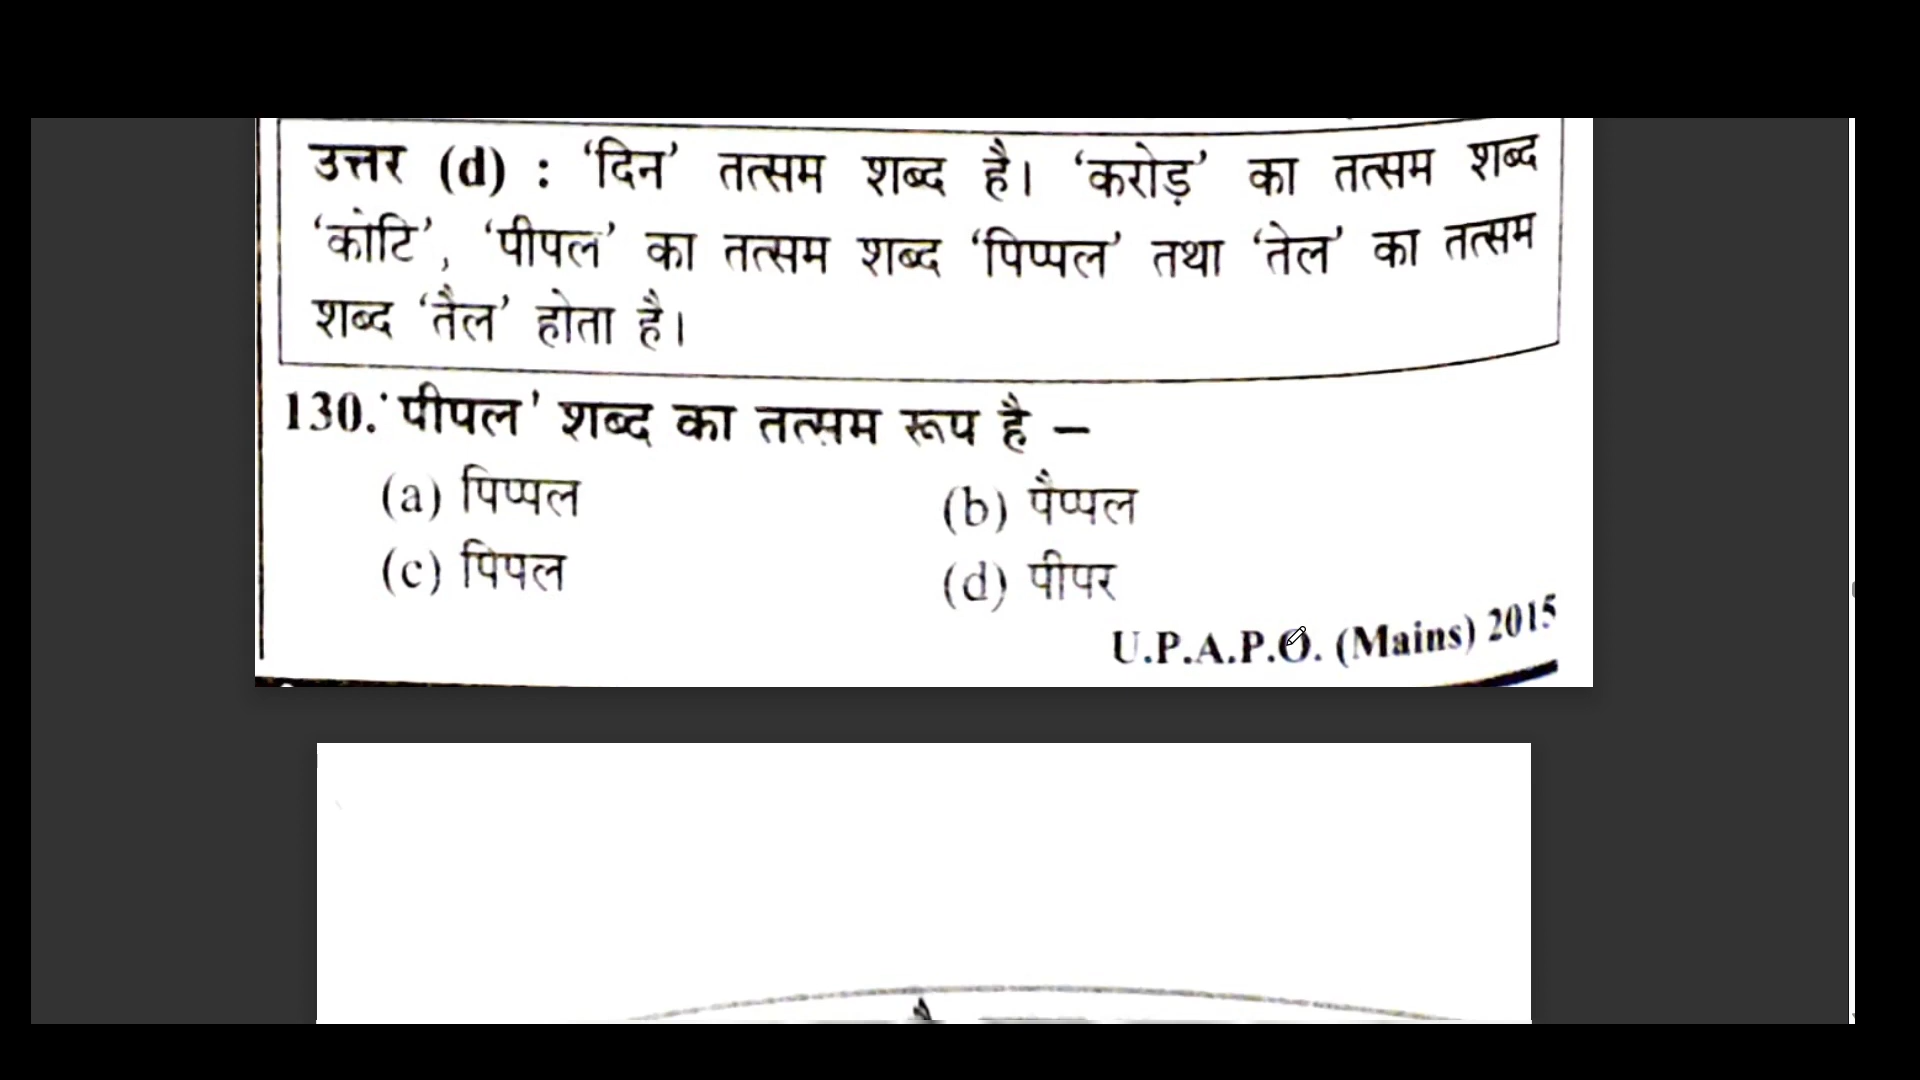 उत्तर (d) : ‘दिन’ तत्सम शब्द है। ‘करोड़’ का तत्सम शब्द
‘कोटि’, ‘पीपल’ का तत्सम शब्द ‘पिप्पल’ तथा ‘तेल’ का तत्सम
शब्द ‘तैल’ होता है।
130. 'पीपल' शब्द का तत्सम रूप है –
(a) पिप्पल (b) पैप्पल
(c) पिपल (d) पीपर
U.P.A.P.O. (Mains) 2015